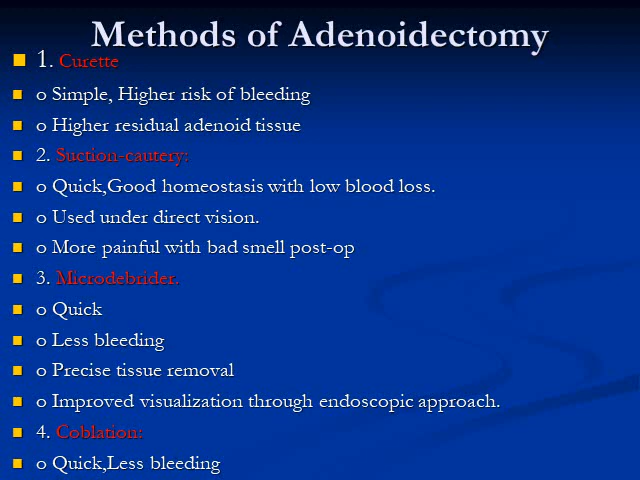 Methods of Adenoidectomy
1. Curette
o Simple, Higher risk of bleeding
o Higher residual adenoid tissue
2. Suction-cautery:
o Quick,Good homeostasis with low blood loss.
o Used under direct vision.
o More painful with bad smell post-op
3. Microdebrider.
o Quick
o Less bleeding
o Precise tissue removal
o Improved visualization through endoscopic approach.
4. Coblation:
o Quick,Less bleeding